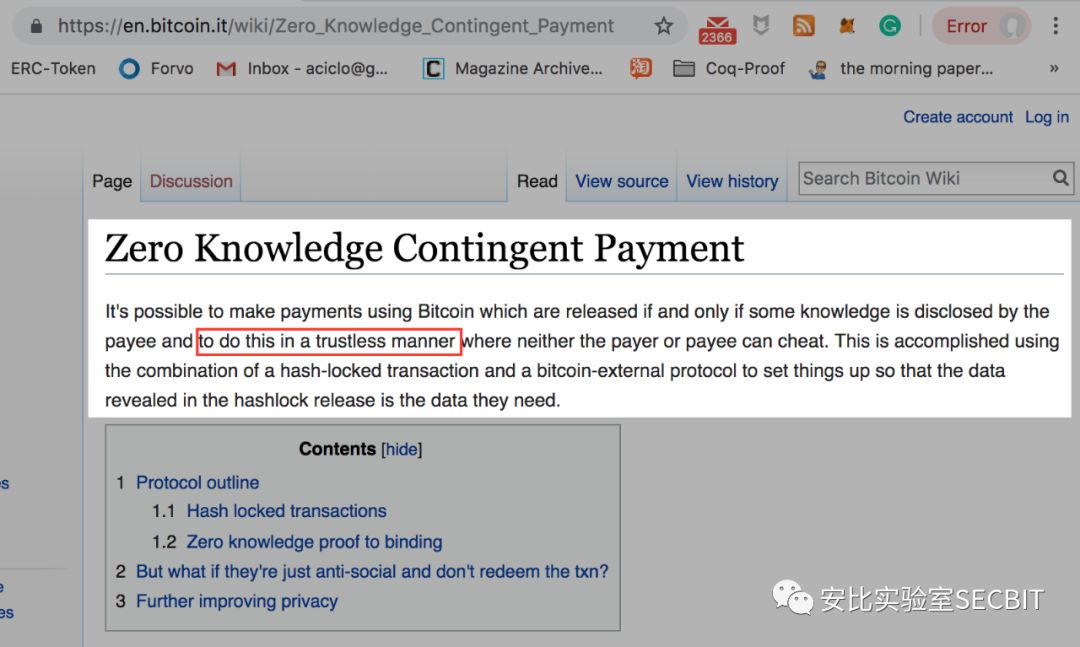 https://en.bitcoin.it/wiki/Zero_Knowledge_Contingent_Payment
2366
Error
ERC-Token Forvo Inbox - aciclo@g... Magazine Archive... 淘 Coq-Proof the morning paper... »
Create account Log in
Page Discussion Read View source View history Search Bitcoin Wiki
Zero Knowledge Contingent Payment
It's possible to make payments using Bitcoin which are released if and only if some knowledge is disclosed by the
payee and to do this in a trustless manner where neither the payer or payee can cheat. This is accomplished using
the combination of a hash-locked transaction and a bitcoin-external protocol to set things up so that the data
revealed in the hashlock release is the data they need.
Contents [hide]
1 Protocol outline
1.1 Hash locked transactions
1.2 Zero knowledge proof to binding
2 But what if they're just anti-social and don't redeem the txn?
3 Further improving privacy
安比实验室SECBIT